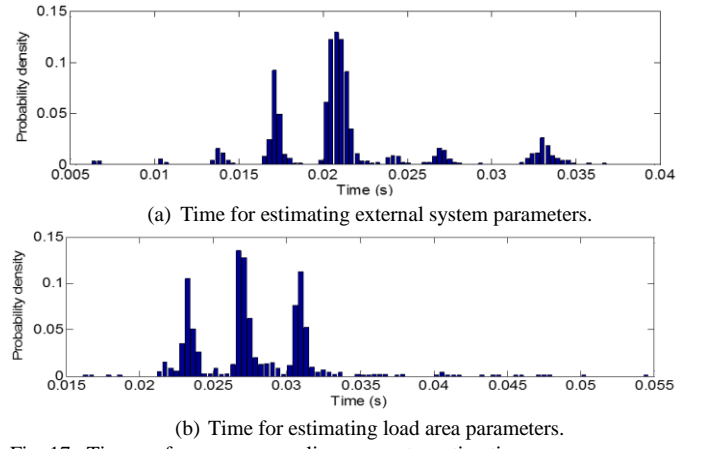 0.15
0.1
0.05
0
Probability density
0.005 0.01 0.015 0.02 0.025 0.03 0.035 0.04
Time (s)
(a) Time for estimating external system parameters.
0.15
0.1
0.05
0
Probability density
0.015 0.02 0.025 0.03 0.035 0.04 0.045 0.05 0.055
Time (s)
(b) Time for estimating load area parameters.